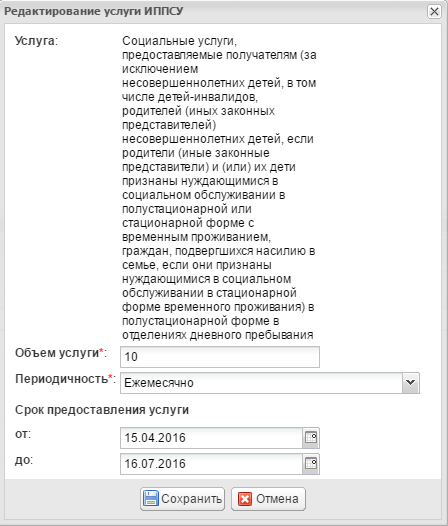 Редактирование услуги ИППСУ
Услуга:
Социальные услуги,
предоставляемые получателям (за
исключением
несовершеннолетних детей, в том
числе детей-инвалидов,
родителей (иных законных
представителей)
несовершеннолетних детей, если
родители (иные законные
представители) и (или) их дети
признаны нуждающимися в
социальном обслуживании в
полустационарной или
стационарной форме с
временным проживанием,
граждан, подвергшихся насилию в
семье, если они признаны
нуждающимися в социальном
обслуживании в стационарной
форме временного проживания) в
полустационарной форме в
отделениях дневного пребывания
Объем услуги*: 10
Периодичность*: Ежемесячно
Срок предоставления услуги
от: 15.04.2016
до: 16.07.2016
Сохранить Отмена